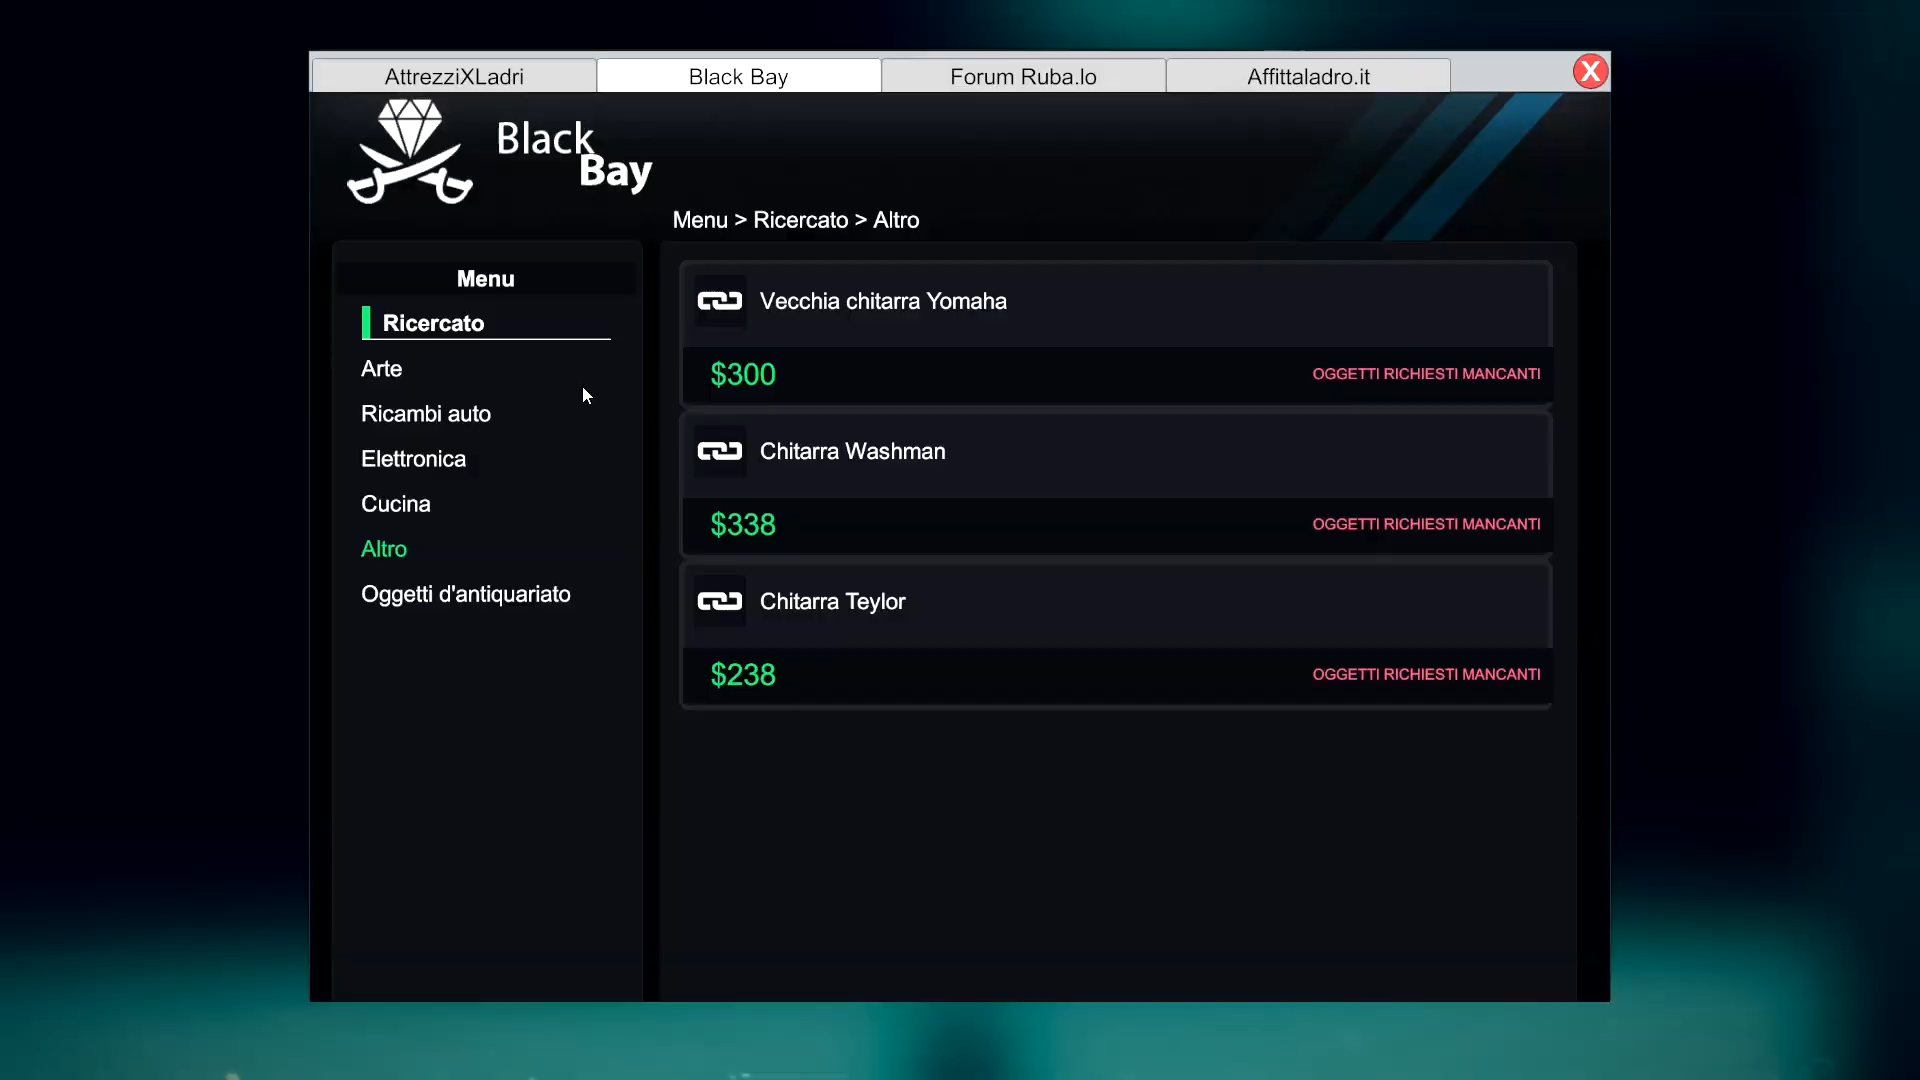 AttrezziXLadri
Black Bay
Forum Ruba.lo
Affittaladro.it
X
Black
Bay
Menu > Ricercato > Altro
Menu
Ricercato
Arte
Ricambi auto
Elettronica
Cucina
Altro
Oggetti d'antiquariato
Vecchia chitarra Yomaha
$300
OGGETTI RICHIESTI MANCANTI
Chitarra Washman
$338
OGGETTI RICHIESTI MANCANTI
Chitarra Teylor
$238
OGGETTI RICHIESTI MANCANTI